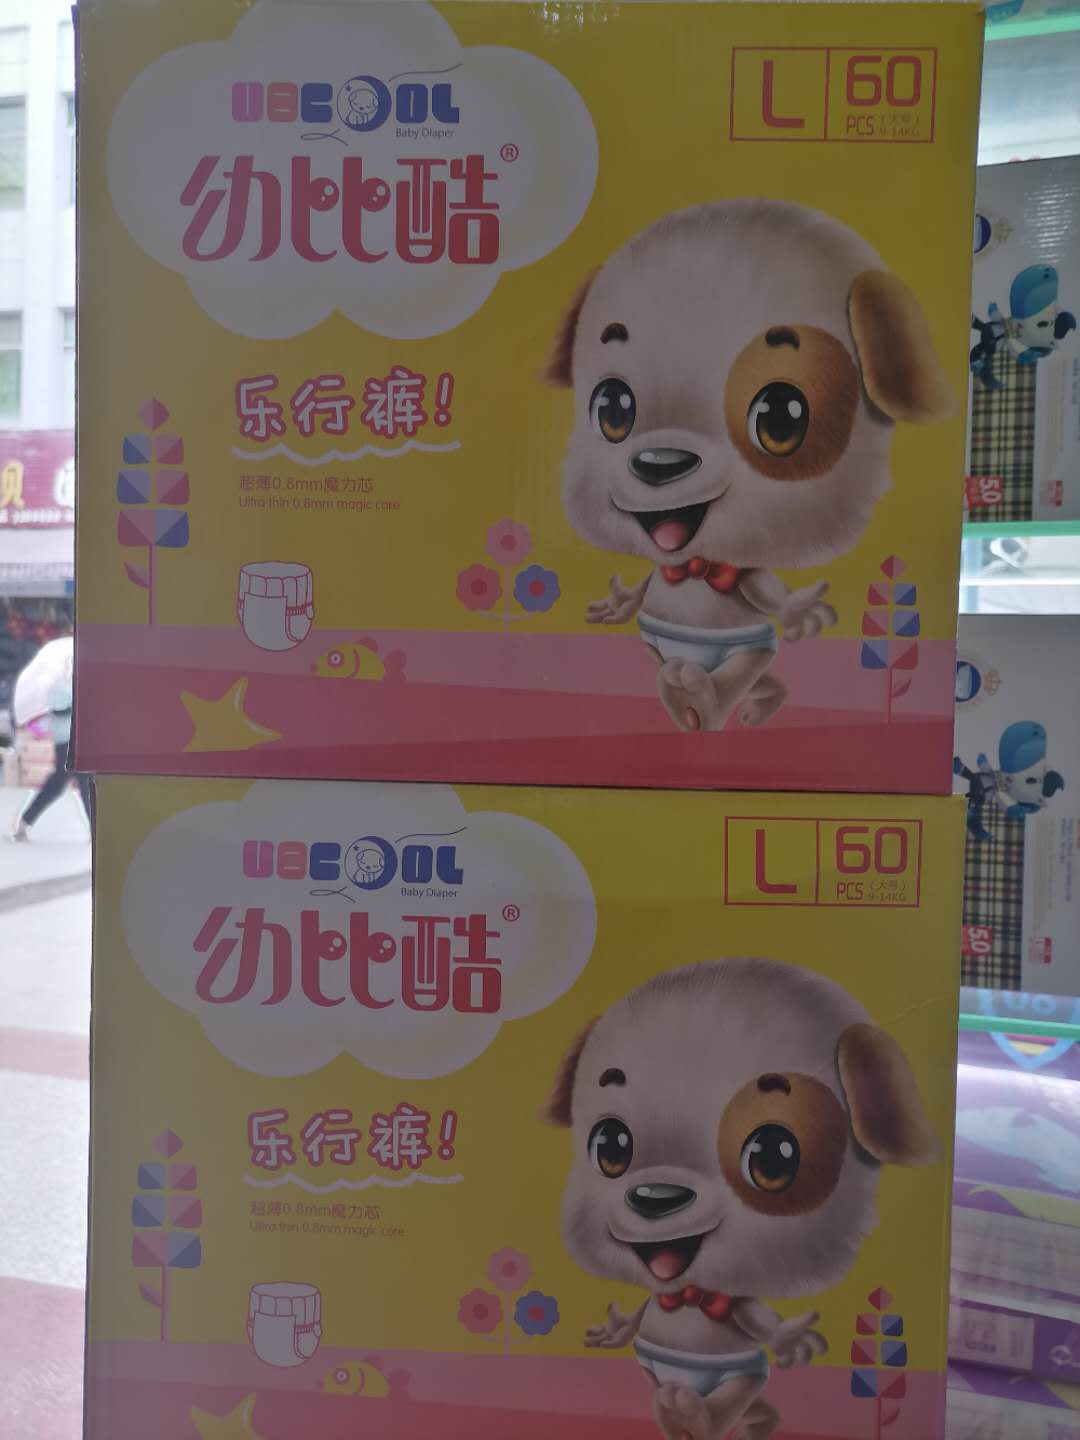 UBCOOL
Baby Diaper
幼比酷®
L
60
PCS
(大号)
9-14KG
乐行裤!
超薄0.8mm魔力芯
Ultra thin 0.8mm magic core
50
贝
UBCOOL
Baby Diaper
幼比酷®
L
60
PCS
(大号)
9-14KG
乐行裤!
超薄0.8mm魔力芯
Ultra thin 0.8mm magic core
50